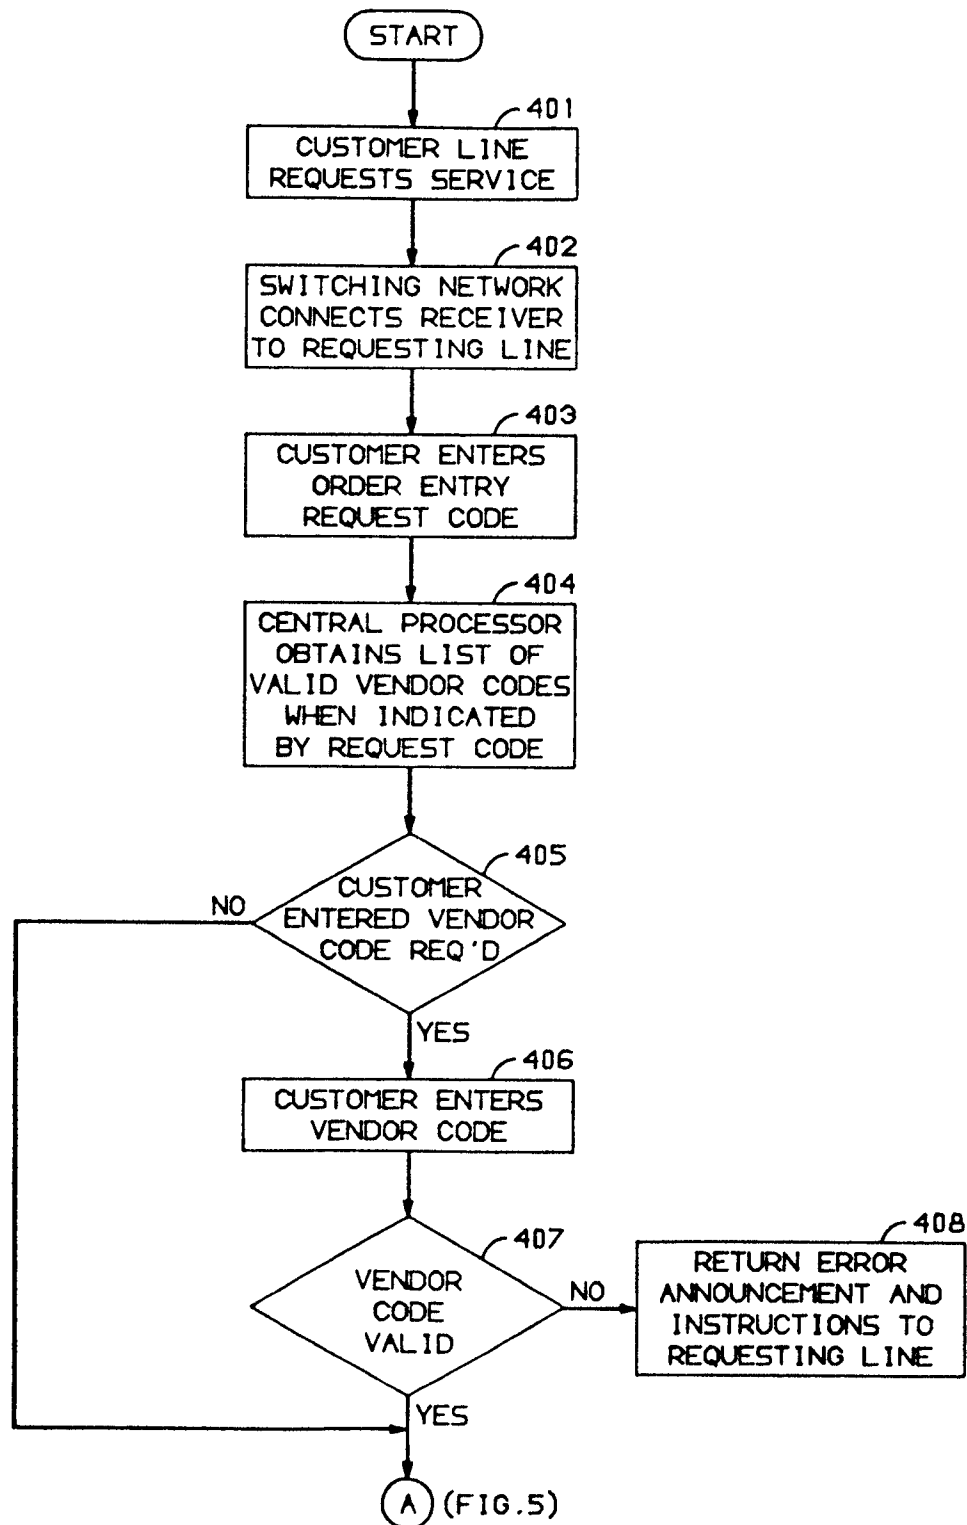 START
401
CUSTOMER LINE
REQUESTS SERVICE
402
SWITCHING NETWORK
CONNECTS RECEIVER
TO REQUESTING LINE
403
CUSTOMER ENTERS
ORDER ENTRY
REQUEST CODE
404
CENTRAL PROCESSOR
OBTAINS LIST OF
VALID VENDOR CODES
WHEN INDICATED
BY REQUEST CODE
405
CUSTOMER
ENTERED VENDOR
CODE REQ'D
NO
YES
406
CUSTOMER ENTERS
VENDOR CODE
407
VENDOR
CODE
VALID
NO
408
RETURN ERROR
ANNOUNCEMENT AND
INSTRUCTIONS TO
REQUESTING LINE
YES
A (FIG.5)